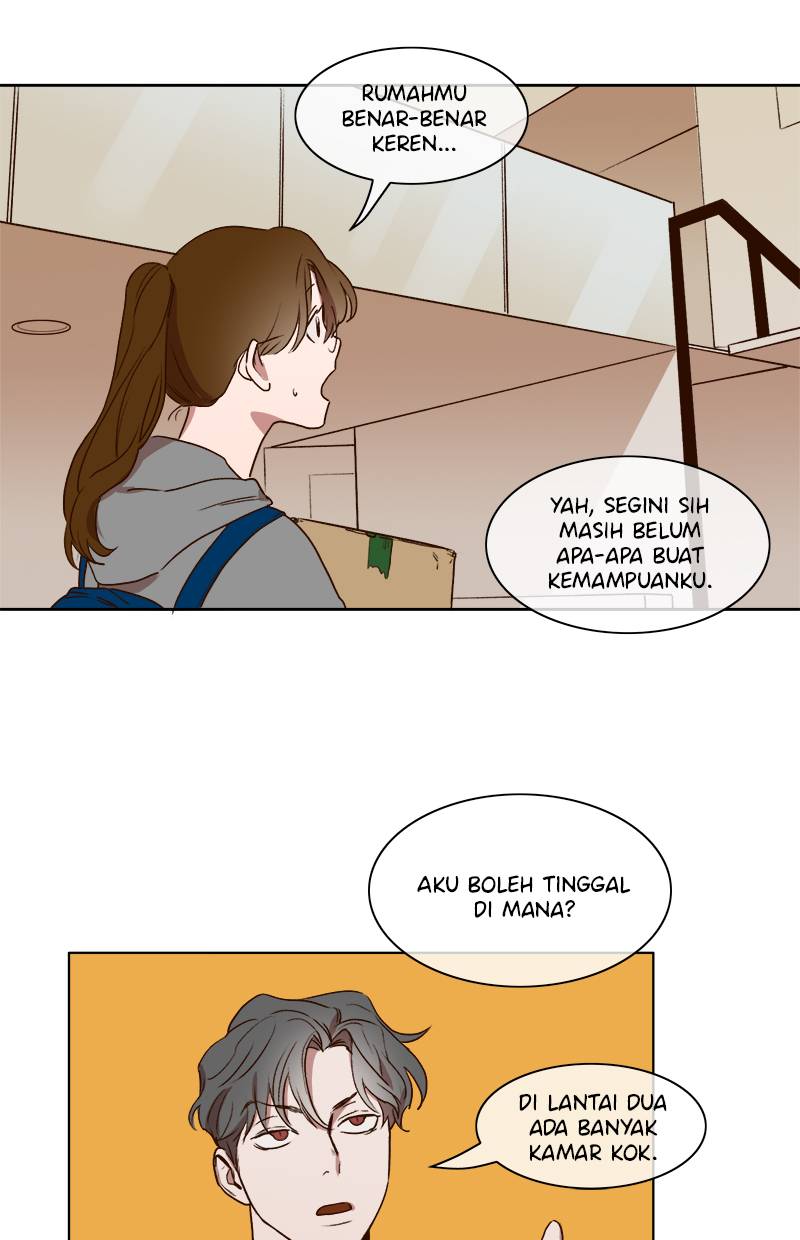 RUMAHMU
BENAR-BENAR
KEREN...
YAH, SEGINI SIH
MASIH BELUM
APA-APA BUAT
KEMAMPUANKU.
AKU BOLEH TINGGAL
DI MANA?
DI LANTAI DUA
ADA BANYAK
KAMAR KOK.